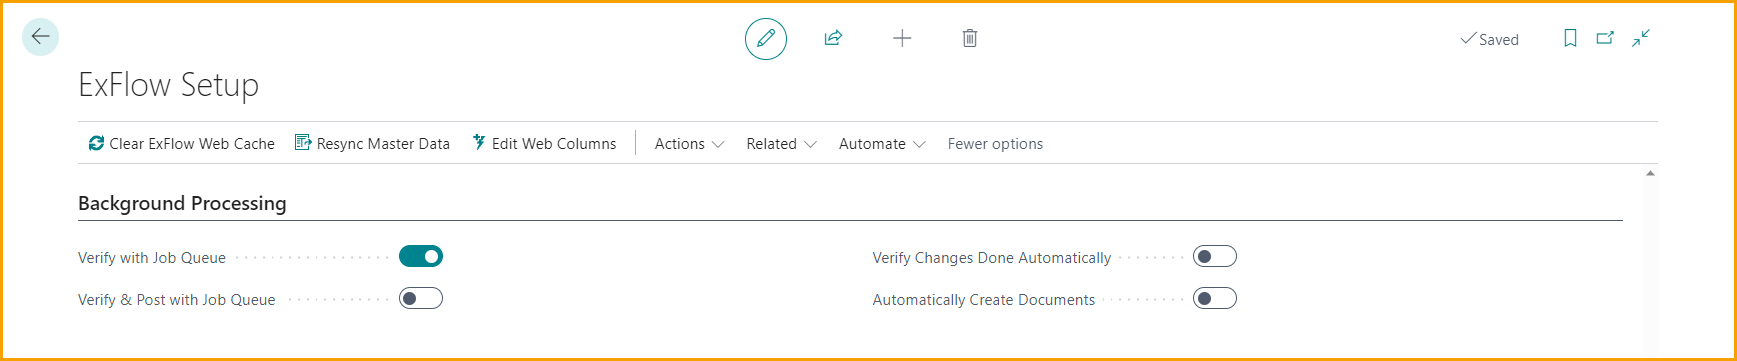 Saved
ExFlow Setup
Clear ExFlow Web Cache Resync Master Data Edit Web Columns Actions Related Automate Fewer options
Background Processing
Verify with Job Queue Verify Changes Done Automatically
Verify & Post with Job Queue Automatically Create Documents